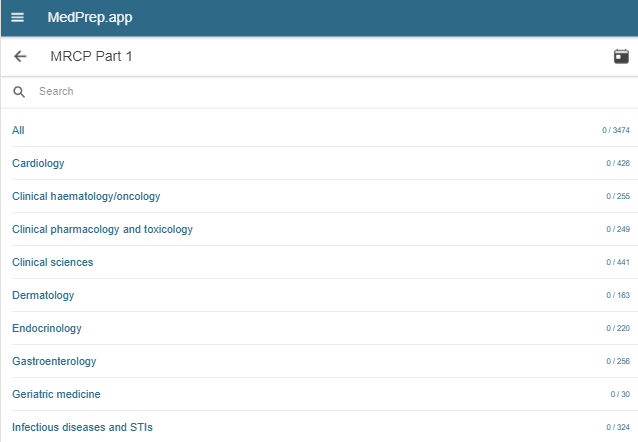 MedPrep.app
MRCP Part 1
Search
All 0 / 3474
Cardiology 0 / 426
Clinical haematology/oncology 0 / 255
Clinical pharmacology and toxicology 0 / 249
Clinical sciences 0 / 441
Dermatology 0 / 163
Endocrinology 0 / 220
Gastroenterology 0 / 256
Geriatric medicine 0 / 30
Infectious diseases and STIs 0 / 324